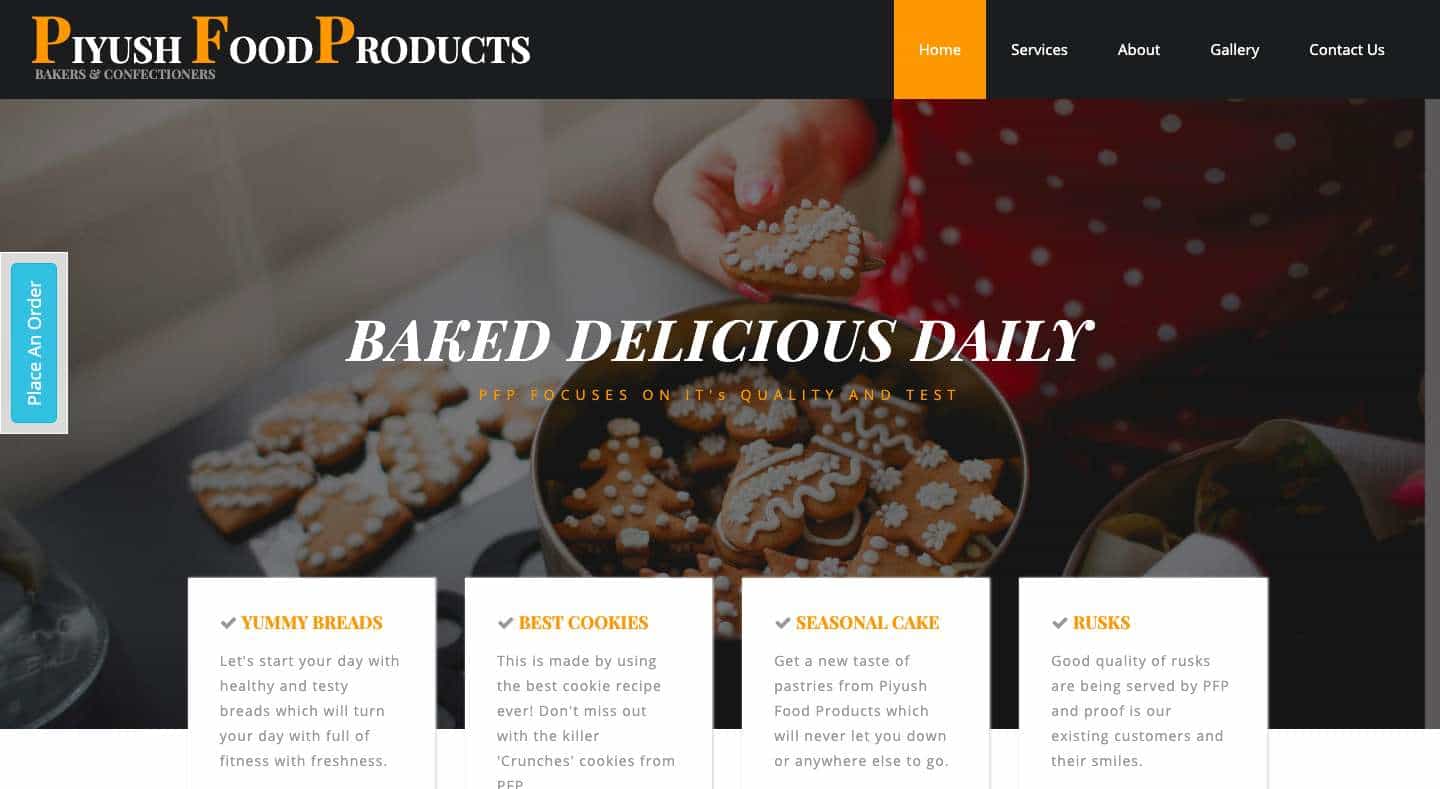 PIYUSH FOOD PRODUCTS
BAKERS & CONFECTIONERS
Home Services About Gallery Contact Us
Place An Order
BAKED DELICIOUS DAILY
PFP FOCUSES ON IT's QUALITY AND TEST
YUMMY BREADS
Let's start your day with
healthy and testy
breads which will turn
your day with full of
fitness with freshness.
BEST COOKIES
This is made by using
the best cookie recipe
ever! Don't miss out
with the killer
'Crunches' cookies from
PFP
SEASONAL CAKE
Get a new taste of
pastries from Piyush
Food Products which
will never let you down
or anywhere else to go.
RUSKS
Good quality of rusks
are being served by PFP
and proof is our
existing customers and
their smiles.